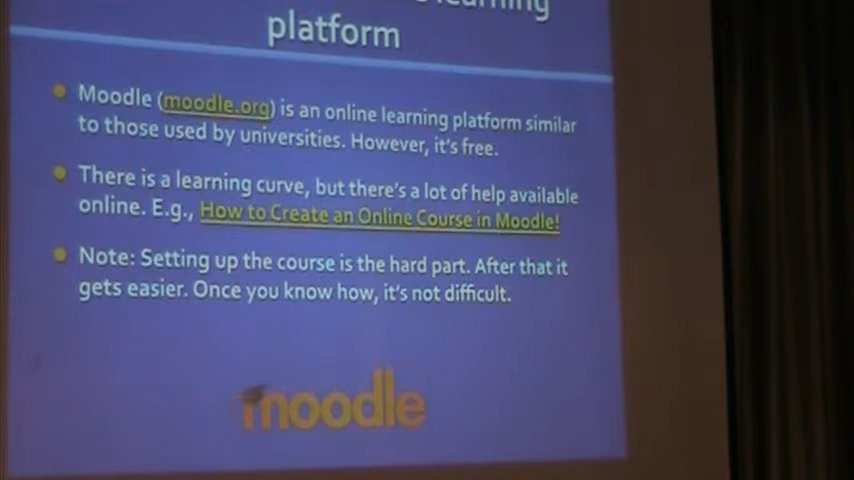 learning
platform
Moodle (moodle.org) is an online learning platform similar
to those used by universities. However, it's free.
There is a learning curve, but there's a lot of help available
online. E.g., How to Create an Online Course in Moodle!
Note: Setting up the course is the hard part. After that it
gets easier. Once you know how, it's not difficult.
moodle